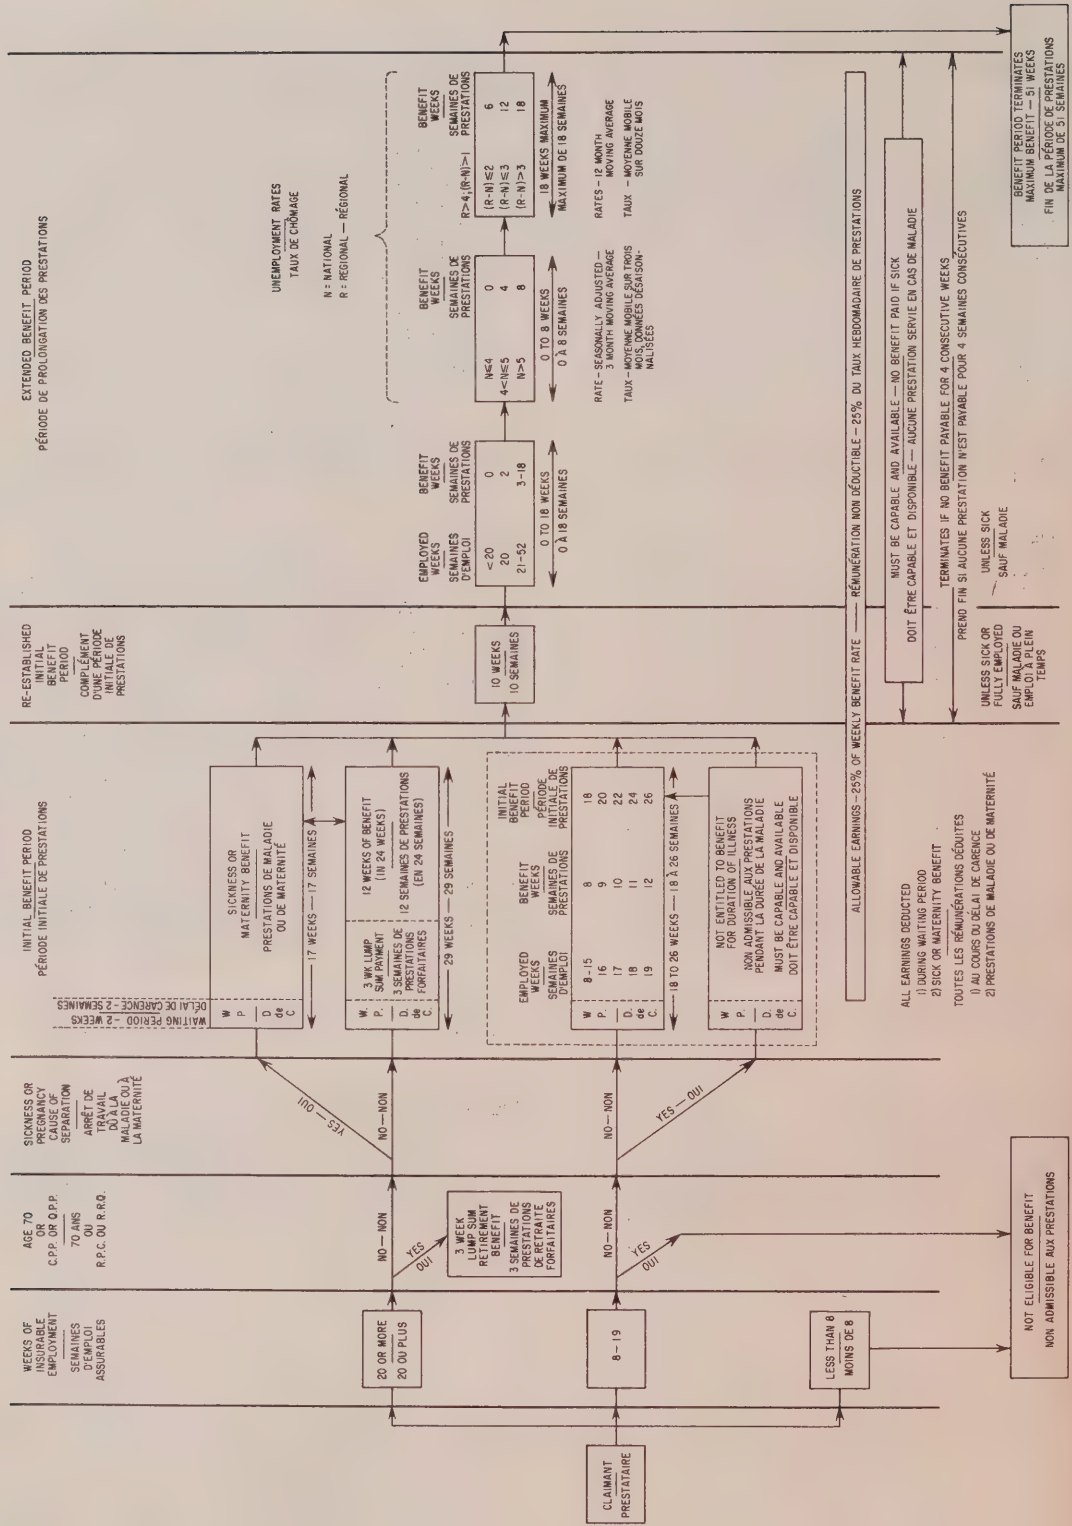 CLAIMANT
PRESTATAIRE
WEEKS OF
INSURABLE
EMPLOYMENT
SEMAINES
D'EMPLOI
ASSURABLES
20 OR MORE
20 OU PLUS
8-19
LESS THAN 8
MOINS DE 8
AGE 70
OR
C.P.P. OR Q.P.P.
70 ANS
OU
R.P.C. OU R.R.Q.
NO—NON
YES
OUI
3 WEEK
LUMP SUM
RETIREMENT
BENEFIT
3 SEMAINES DE
PRESTATIONS
DE RETRAITE
FORFAITAIRES
NO—NON
YES
OUI
NOT ELIGIBLE FOR BENEFIT
NON ADMISSIBLE AUX PRESTATIONS
SICKNESS OR
PREGNANCY
CAUSE OF
SEPARATION
ARRÊT DE
TRAVAIL
DÛ À LA
MALADIE OU À
LA MATERNITÉ
YES — OUI
NO—NON
NO—NON
YES — OUI
INITIAL BENEFIT PERIOD
PÉRIODE INITIALE DE PRESTATIONS
WAITING PERIOD - 2 WEEKS
DÉLAI DE CARENCE - 2 SEMAINES
W
P.
D.
de
C.
SICKNESS OR
MATERNITY BENEFIT
PRESTATIONS DE MALADIE
OU DE MATERNITÉ
17 WEEKS — 17 SEMAINES
W.
P.
D.
de
C.
3 WK LUMP
SUM PAYMENT
3 SEMAINES DE
PRESTATIONS
FORFAITAIRES
12 WEEKS OF BENEFIT
(IN 24 WEEKS)
12 SEMAINES DE PRESTATIONS
(EN 24 SEMAINES)
29 WEEKS — 29 SEMAINES
EMPLOYED
WEEKS
SEMAINES
D'EMPLOI
BENEFIT
WEEKS
SEMAINES DE
PRESTATIONS
INITIAL
BENEFIT
PERIOD
PÉRIODE
INITIALE DE
PRESTATIONS
W
P.
D.
de
C.
8-15 8 18
16 9 20
17 10 22
18 11 24
19 12 26
18 TO 26 WEEKS — 18 À 26 SEMAINES
W
P.
D.
de
C.
NOT ENTITLED TO BENEFIT
FOR DURATION OF ILLNESS
NON ADMISSIBLE AUX PRESTATIONS
PENDANT LA DURÉE DE LA MALADIE
MUST BE CAPABLE AND AVAILABLE
DOIT ÊTRE CAPABLE ET DISPONIBLE
ALL EARNINGS DEDUCTED
1) DURING WAITING PERIOD
2) SICK OR MATERNITY BENEFIT
TOUTES LES RÉMUNÉRATIONS DÉDUITES
1) AU COURS DU DÉLAI DE CARENCE
2) PRESTATIONS DE MALADIE OU DE MATERNITÉ
RE-ESTABLISHED
INITIAL
BENEFIT
PERIOD
COMPLÉMENT
D'UNE PÉRIODE
INITIALE DE
PRESTATIONS
10 WEEKS
10 SEMAINES
EXTENDED BENEFIT PERIOD
PÉRIODE DE PROLONGATION DES PRESTATIONS
UNEMPLOYMENT RATES
TAUX DE CHÔMAGE
N = NATIONAL
R = REGIONAL — RÉGIONAL
EMPLOYED
WEEKS
SEMAINES
D'EMPLOI
BENEFIT
WEEKS
SEMAINES DE
PRESTATIONS
<20 0
20 2
21-52 3-18
0 TO 18 WEEKS
0 À 18 SEMAINES
BENEFIT
WEEKS
SEMAINES DE
PRESTATIONS
N≤4 0
4<N≤5 4
N>5 8
0 TO 8 WEEKS
0 À 8 SEMAINES
RATE — SEASONALLY ADJUSTED —
3 MONTH MOVING AVERAGE
TAUX — MOYENNE MOBILE SUR TROIS
MOIS, DONNÉES DÉSAISON-
NALISÉES
BENEFIT
WEEKS
SEMAINES DE
PRESTATIONS
R>4;(R-N)>1
(R-N)≤2 6
(R-N)≤3 12
(R-N)>3 18
18 WEEKS MAXIMUM
MAXIMUM DE 18 SEMAINES
RATES — 12 MONTH
MOVING AVERAGE
TAUX — MOYENNE MOBILE
SUR DOUZE MOIS
ALLOWABLE EARNINGS — 25% OF WEEKLY BENEFIT RATE — RÉMUNÉRATION NON DÉDUCTIBLE — 25% DU TAUX HEBDOMADAIRE DE PRESTATIONS
MUST BE CAPABLE AND AVAILABLE — NO BENEFIT PAID IF SICK
DOIT ÊTRE CAPABLE ET DISPONIBLE — AUCUNE PRESTATION SERVIE EN CAS DE MALADIE
TERMINATES IF NO BENEFIT PAYABLE FOR 4 CONSECUTIVE WEEKS
PREND FIN SI AUCUNE PRESTATION N'EST PAYABLE POUR 4 SEMAINES CONSECUTIVES
UNLESS SICK OR
FULLY EMPLOYED
SAUF MALADIE OU
EMPLOI À PLEIN
TEMPS
UNLESS SICK
SAUF MALADIE
BENEFIT PERIOD TERMINATES
MAXIMUM BENEFIT — 51 WEEKS
FIN DE LA PÉRIODE DE PRESTATIONS
MAXIMUM DE 51 SEMAINES